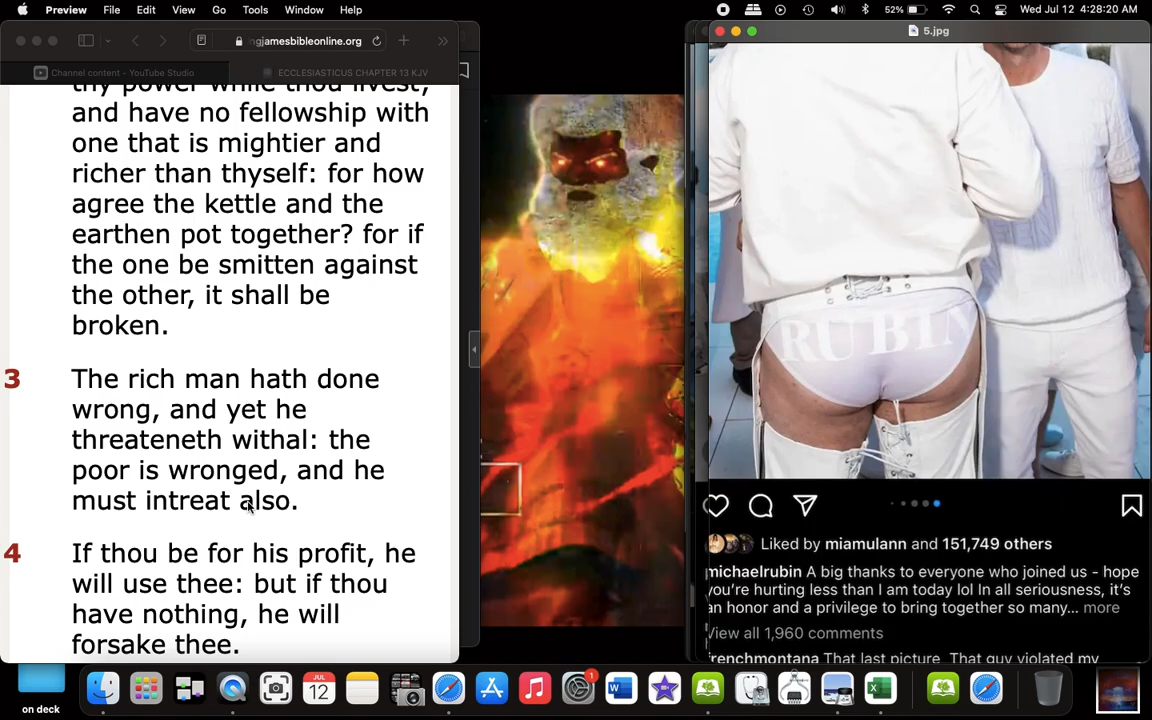 Preview File Edit View Go Tools Window Help
52% Wed Jul 12 4:28:20 AM
ngjamesbibleonline.org
Channel content - YouTube Studio
ECCLESIASTICUS CHAPTER 13 KJV
thy power while thou livest;
and have no fellowship with
one that is mightier and
richer than thyself: for how
agree the kettle and the
earthen pot together? for if
the one be smitten against
the other, it shall be
broken.
3 The rich man hath done
wrong, and yet he
threateneth withal: the
poor is wronged, and he
must intreat also.
4 If thou be for his profit, he
will use thee: but if thou
have nothing, he will
forsake thee.
5.jpg
RUBIN
Liked by miamulann and 151,749 others
michaelrubin A big thanks to everyone who joined us - hope
you're hurting less than I am today lol In all seriousness, it's
an honor and a privilege to bring together so many... more
View all 1,960 comments
frenchmontana That last picture. That guy violated my
JUL
12
1
on deck